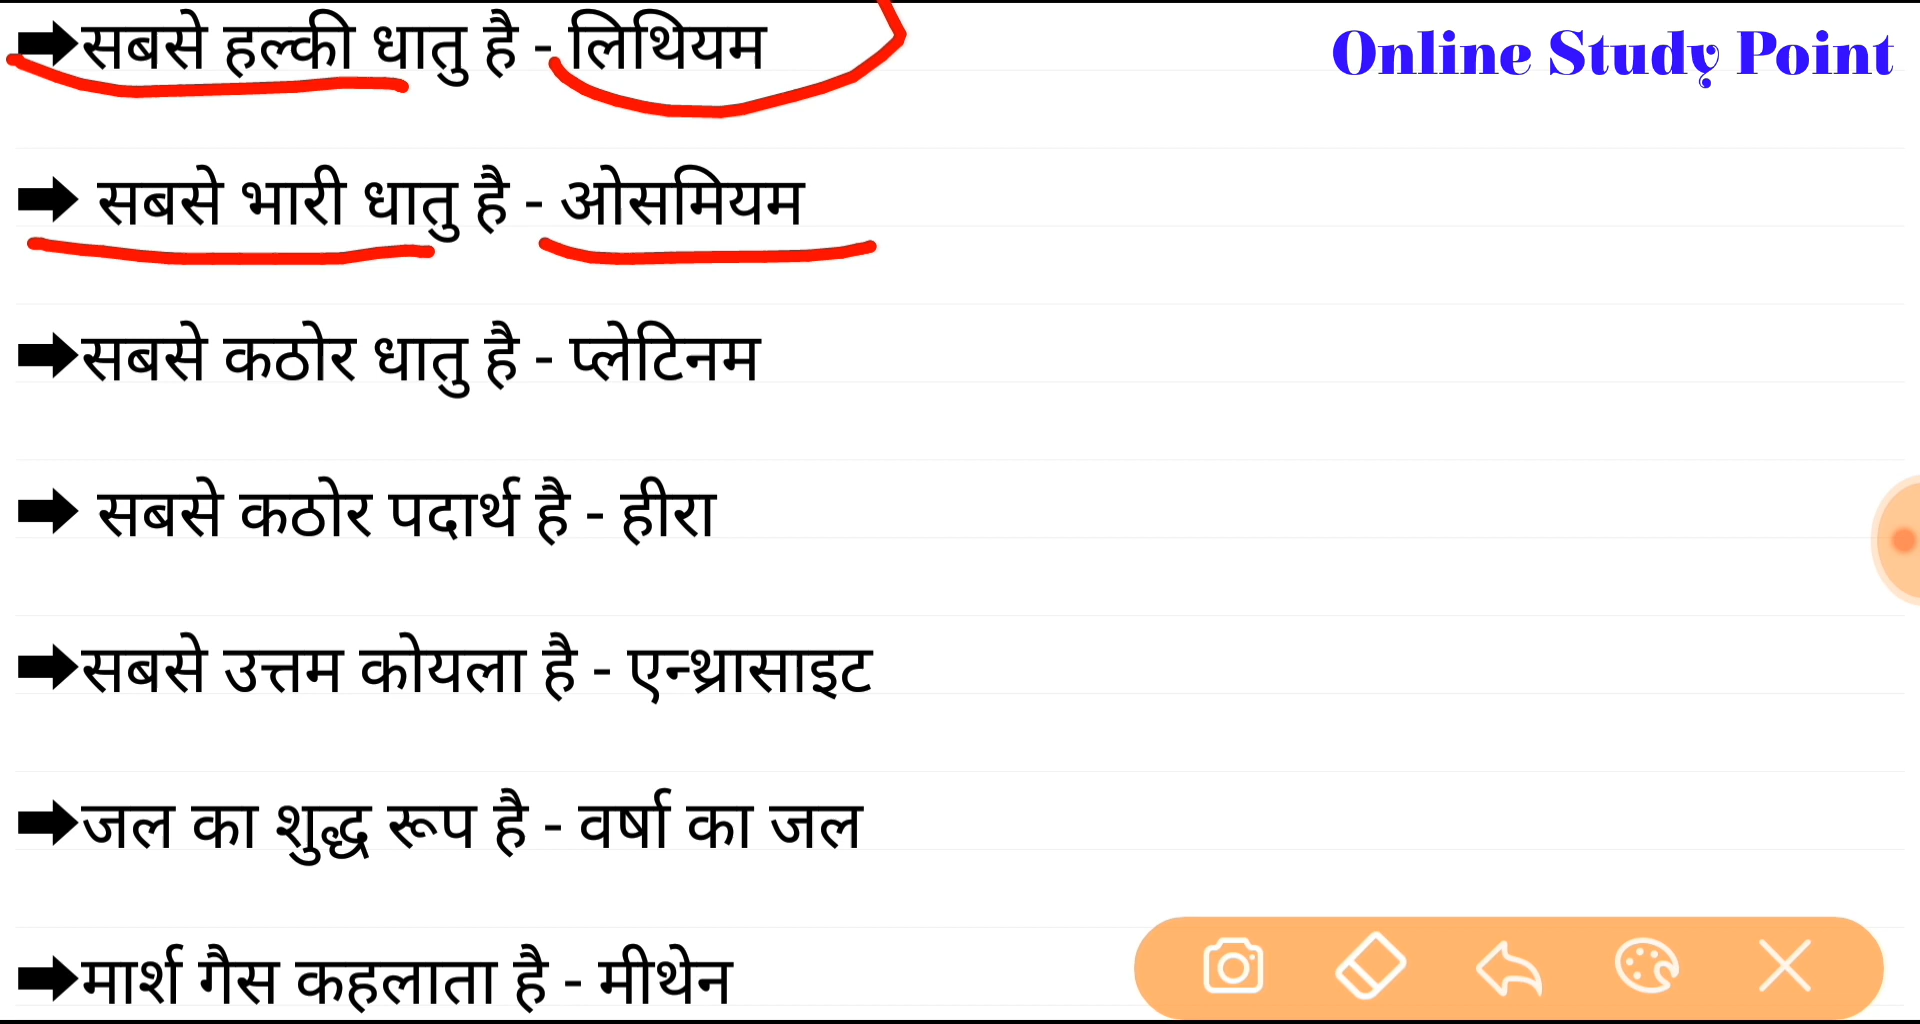 ➡सबसे हल्की धातु है - लिथियम
Online Study Point
➡ सबसे भारी धातु है - ओसमियम
➡सबसे कठोर धातु है - प्लेटिनम
➡ सबसे कठोर पदार्थ है - हीरा
➡सबसे उत्तम कोयला है - एन्थ्रासाइट
➡जल का शुद्ध रूप है - वर्षा का जल
➡मार्श गैस कहलाता है - मीथेन